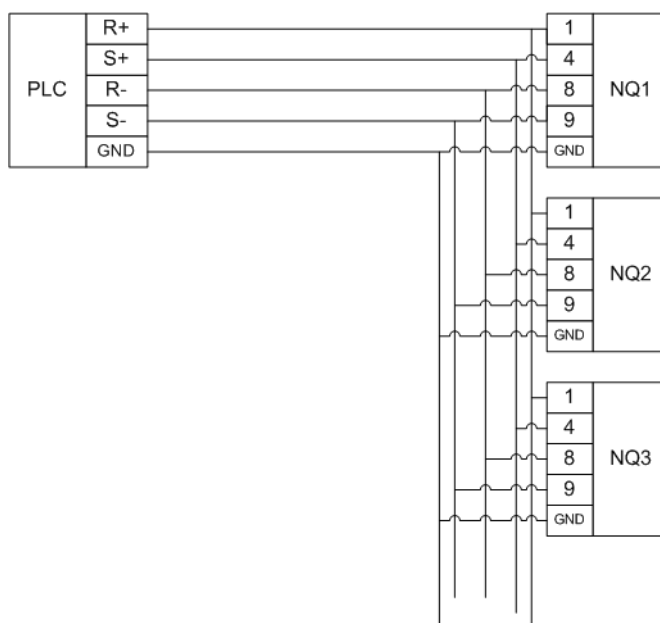 PLC
R+
S+
R-
S-
GND
1
4
8
9
GND
NQ1
1
4
8
9
GND
NQ2
1
4
8
9
GND
NQ3